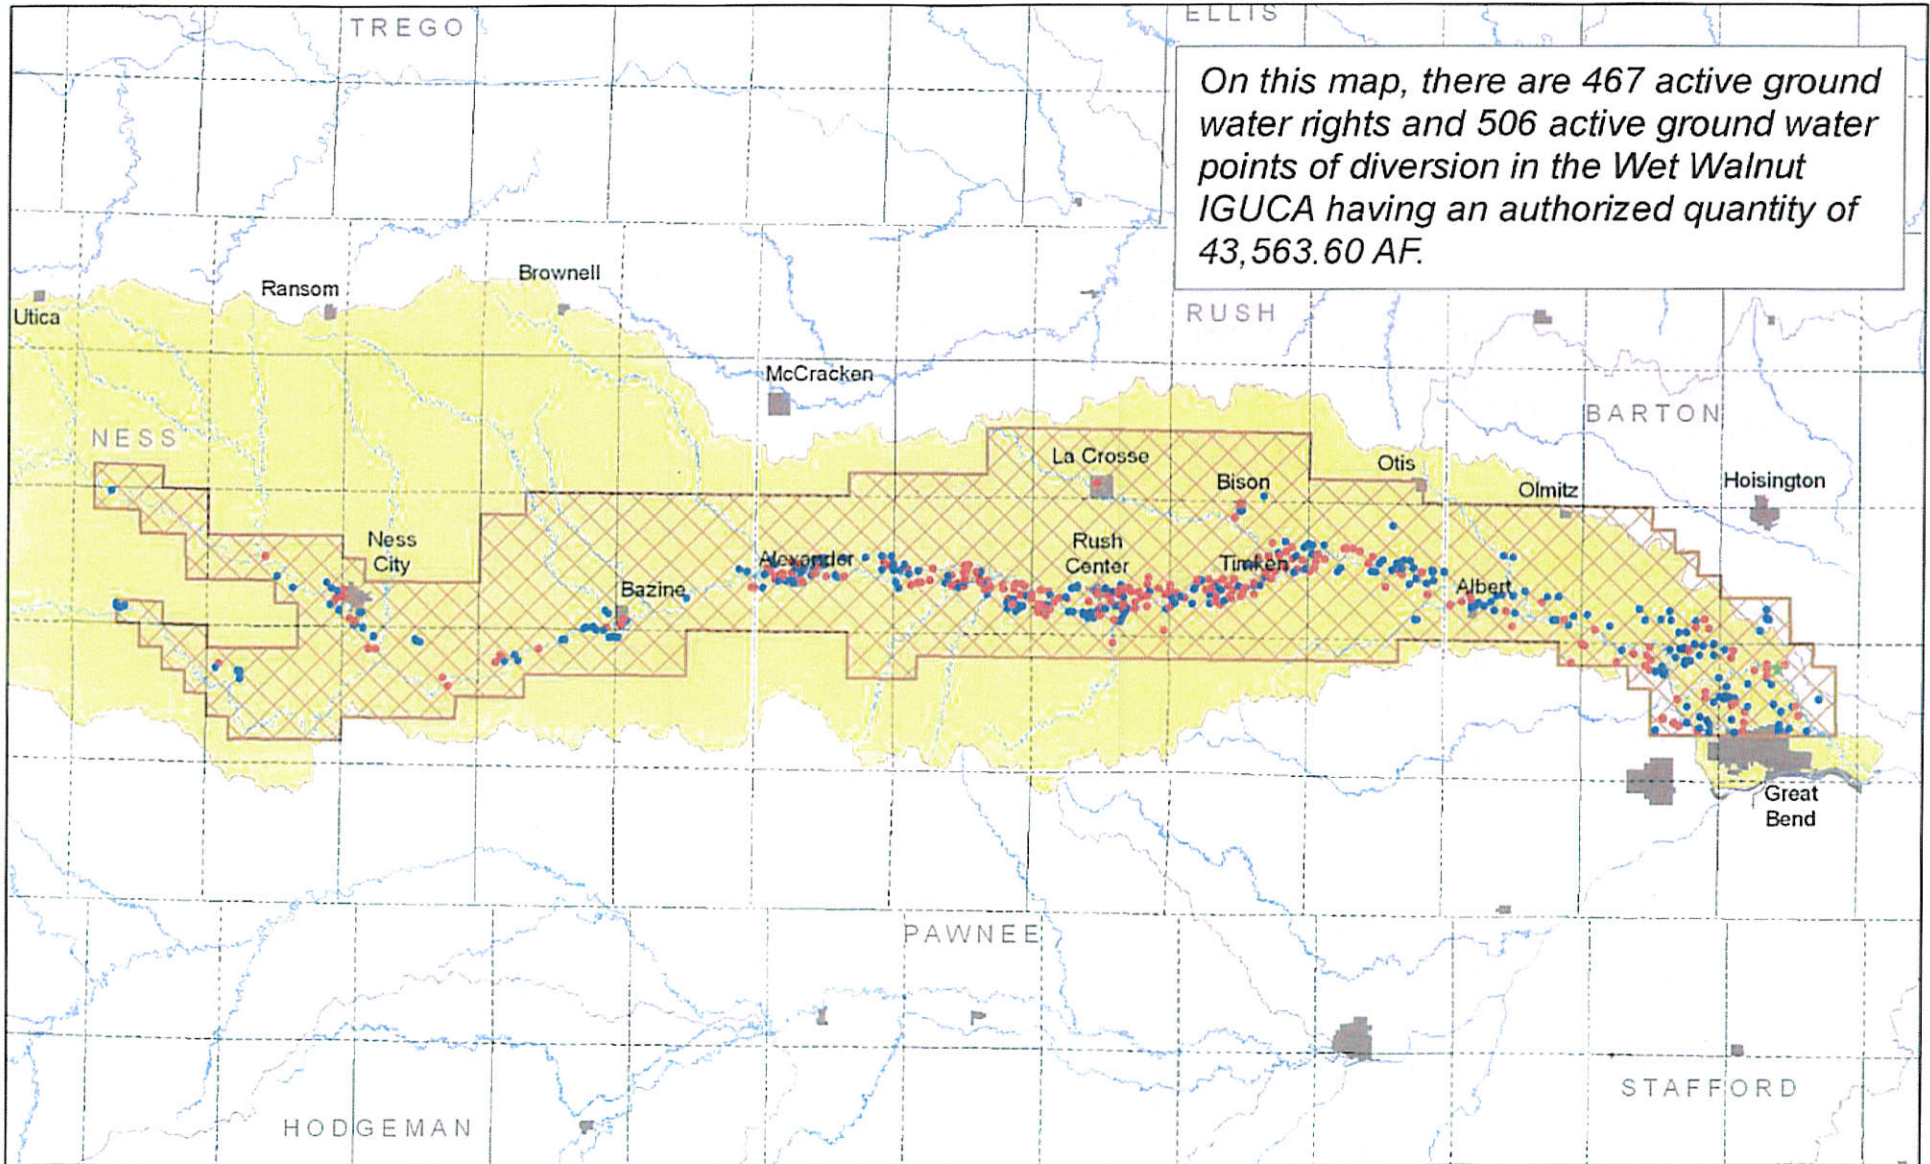 TREGO
ELLIS
On this map, there are 467 active ground
water rights and 506 active ground water
points of diversion in the Wet Walnut
IGUCA having an authorized quantity of
43,563.60 AF.
Brownell
Ransom
Utica
RUSH
McCracken
BARTON
NESS
La Crosse
Otis
Bison
Olmitz
Hoisington
Ness
City
Rush
Center
Alexander
Timken
Bazine
Albert
Great
Bend
PAWNEE
STAFFORD
HODGEMAN